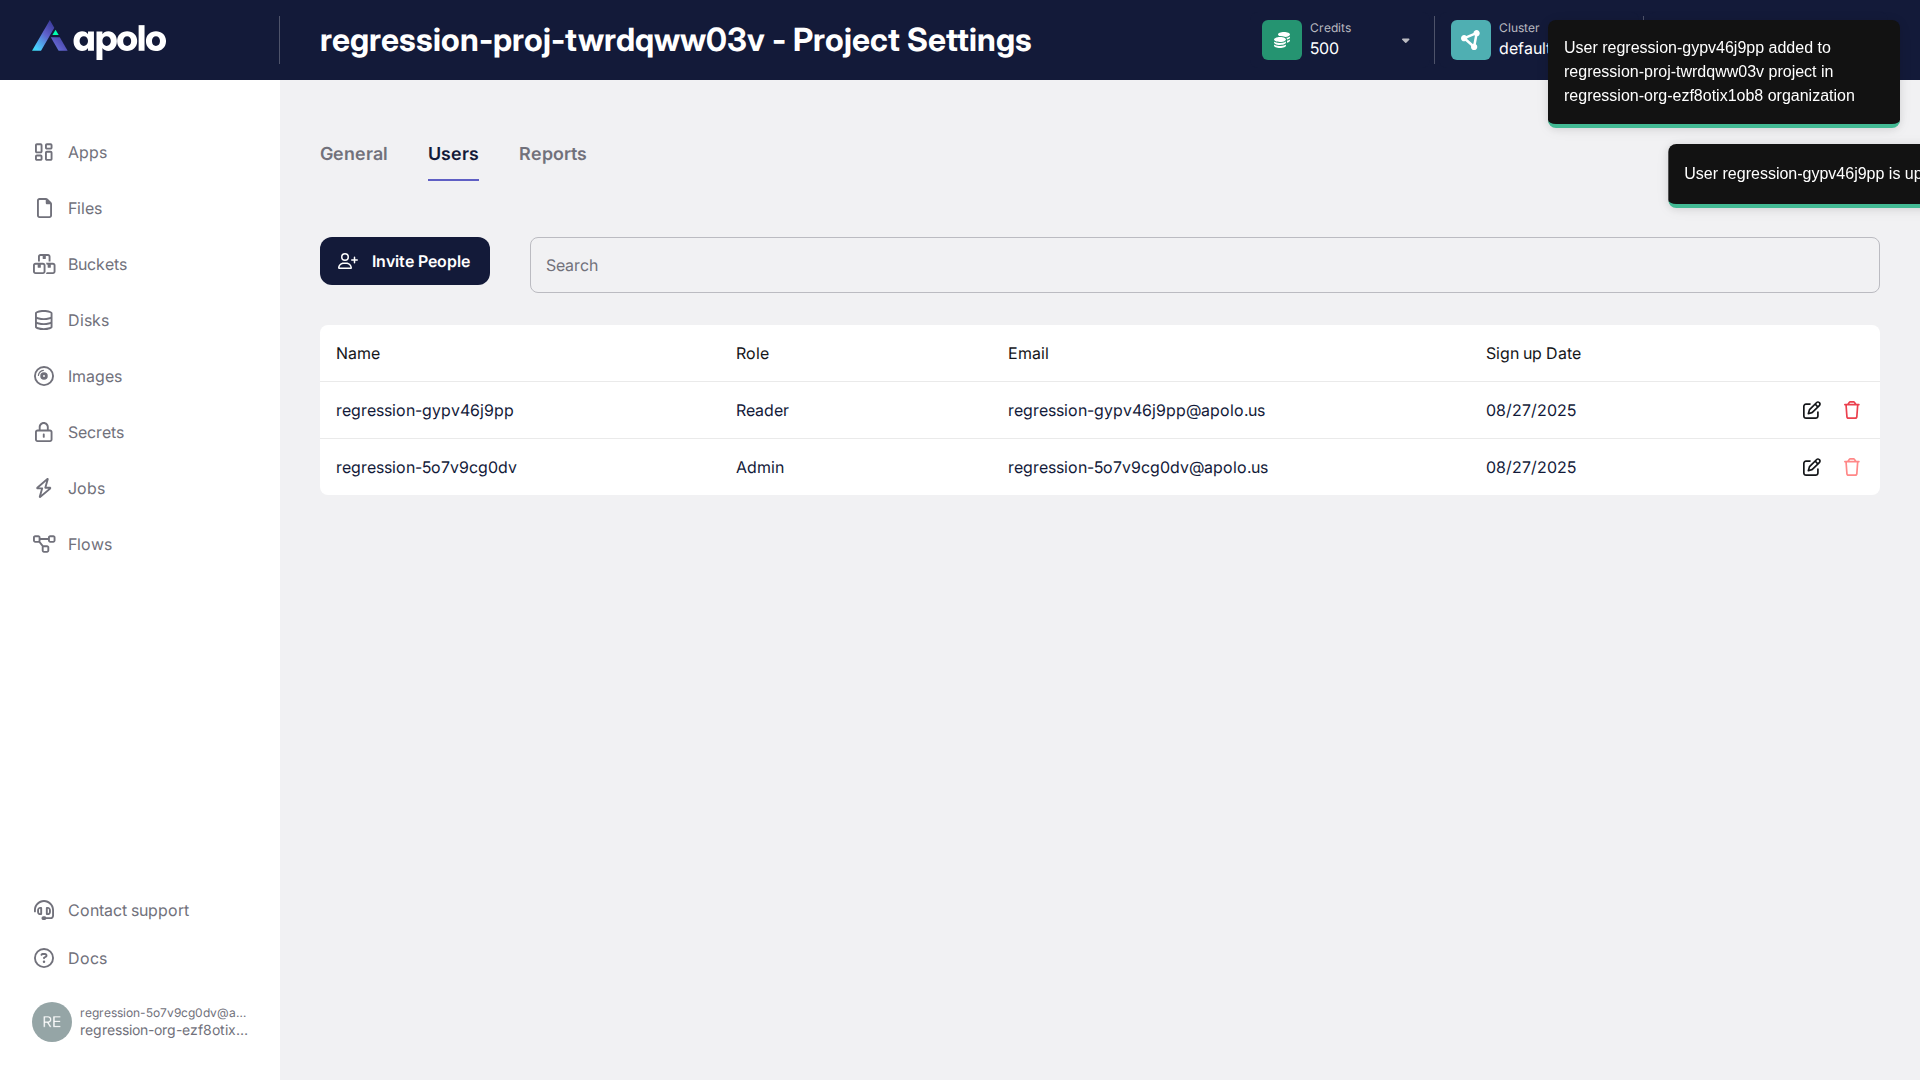 apolo
regression-proj-twrdqww03v - Project Settings
Credits
500
Cluster
default
User regression-gypv46j9pp added to
regression-proj-twrdqww03v project in
regression-org-ezf8otix1ob8 organization
User regression-gypv46j9pp is up
Apps
Files
Buckets
Disks
Images
Secrets
Jobs
Flows
General Users Reports
Invite People
Search
Name Role Email Sign up Date
regression-gypv46j9pp Reader regression-gypv46j9pp@apolo.us 08/27/2025
regression-5o7v9cg0dv Admin regression-5o7v9cg0dv@apolo.us 08/27/2025
Contact support
Docs
RE
regression-5o7v9cg0dv@a...
regression-org-ezf8otix...